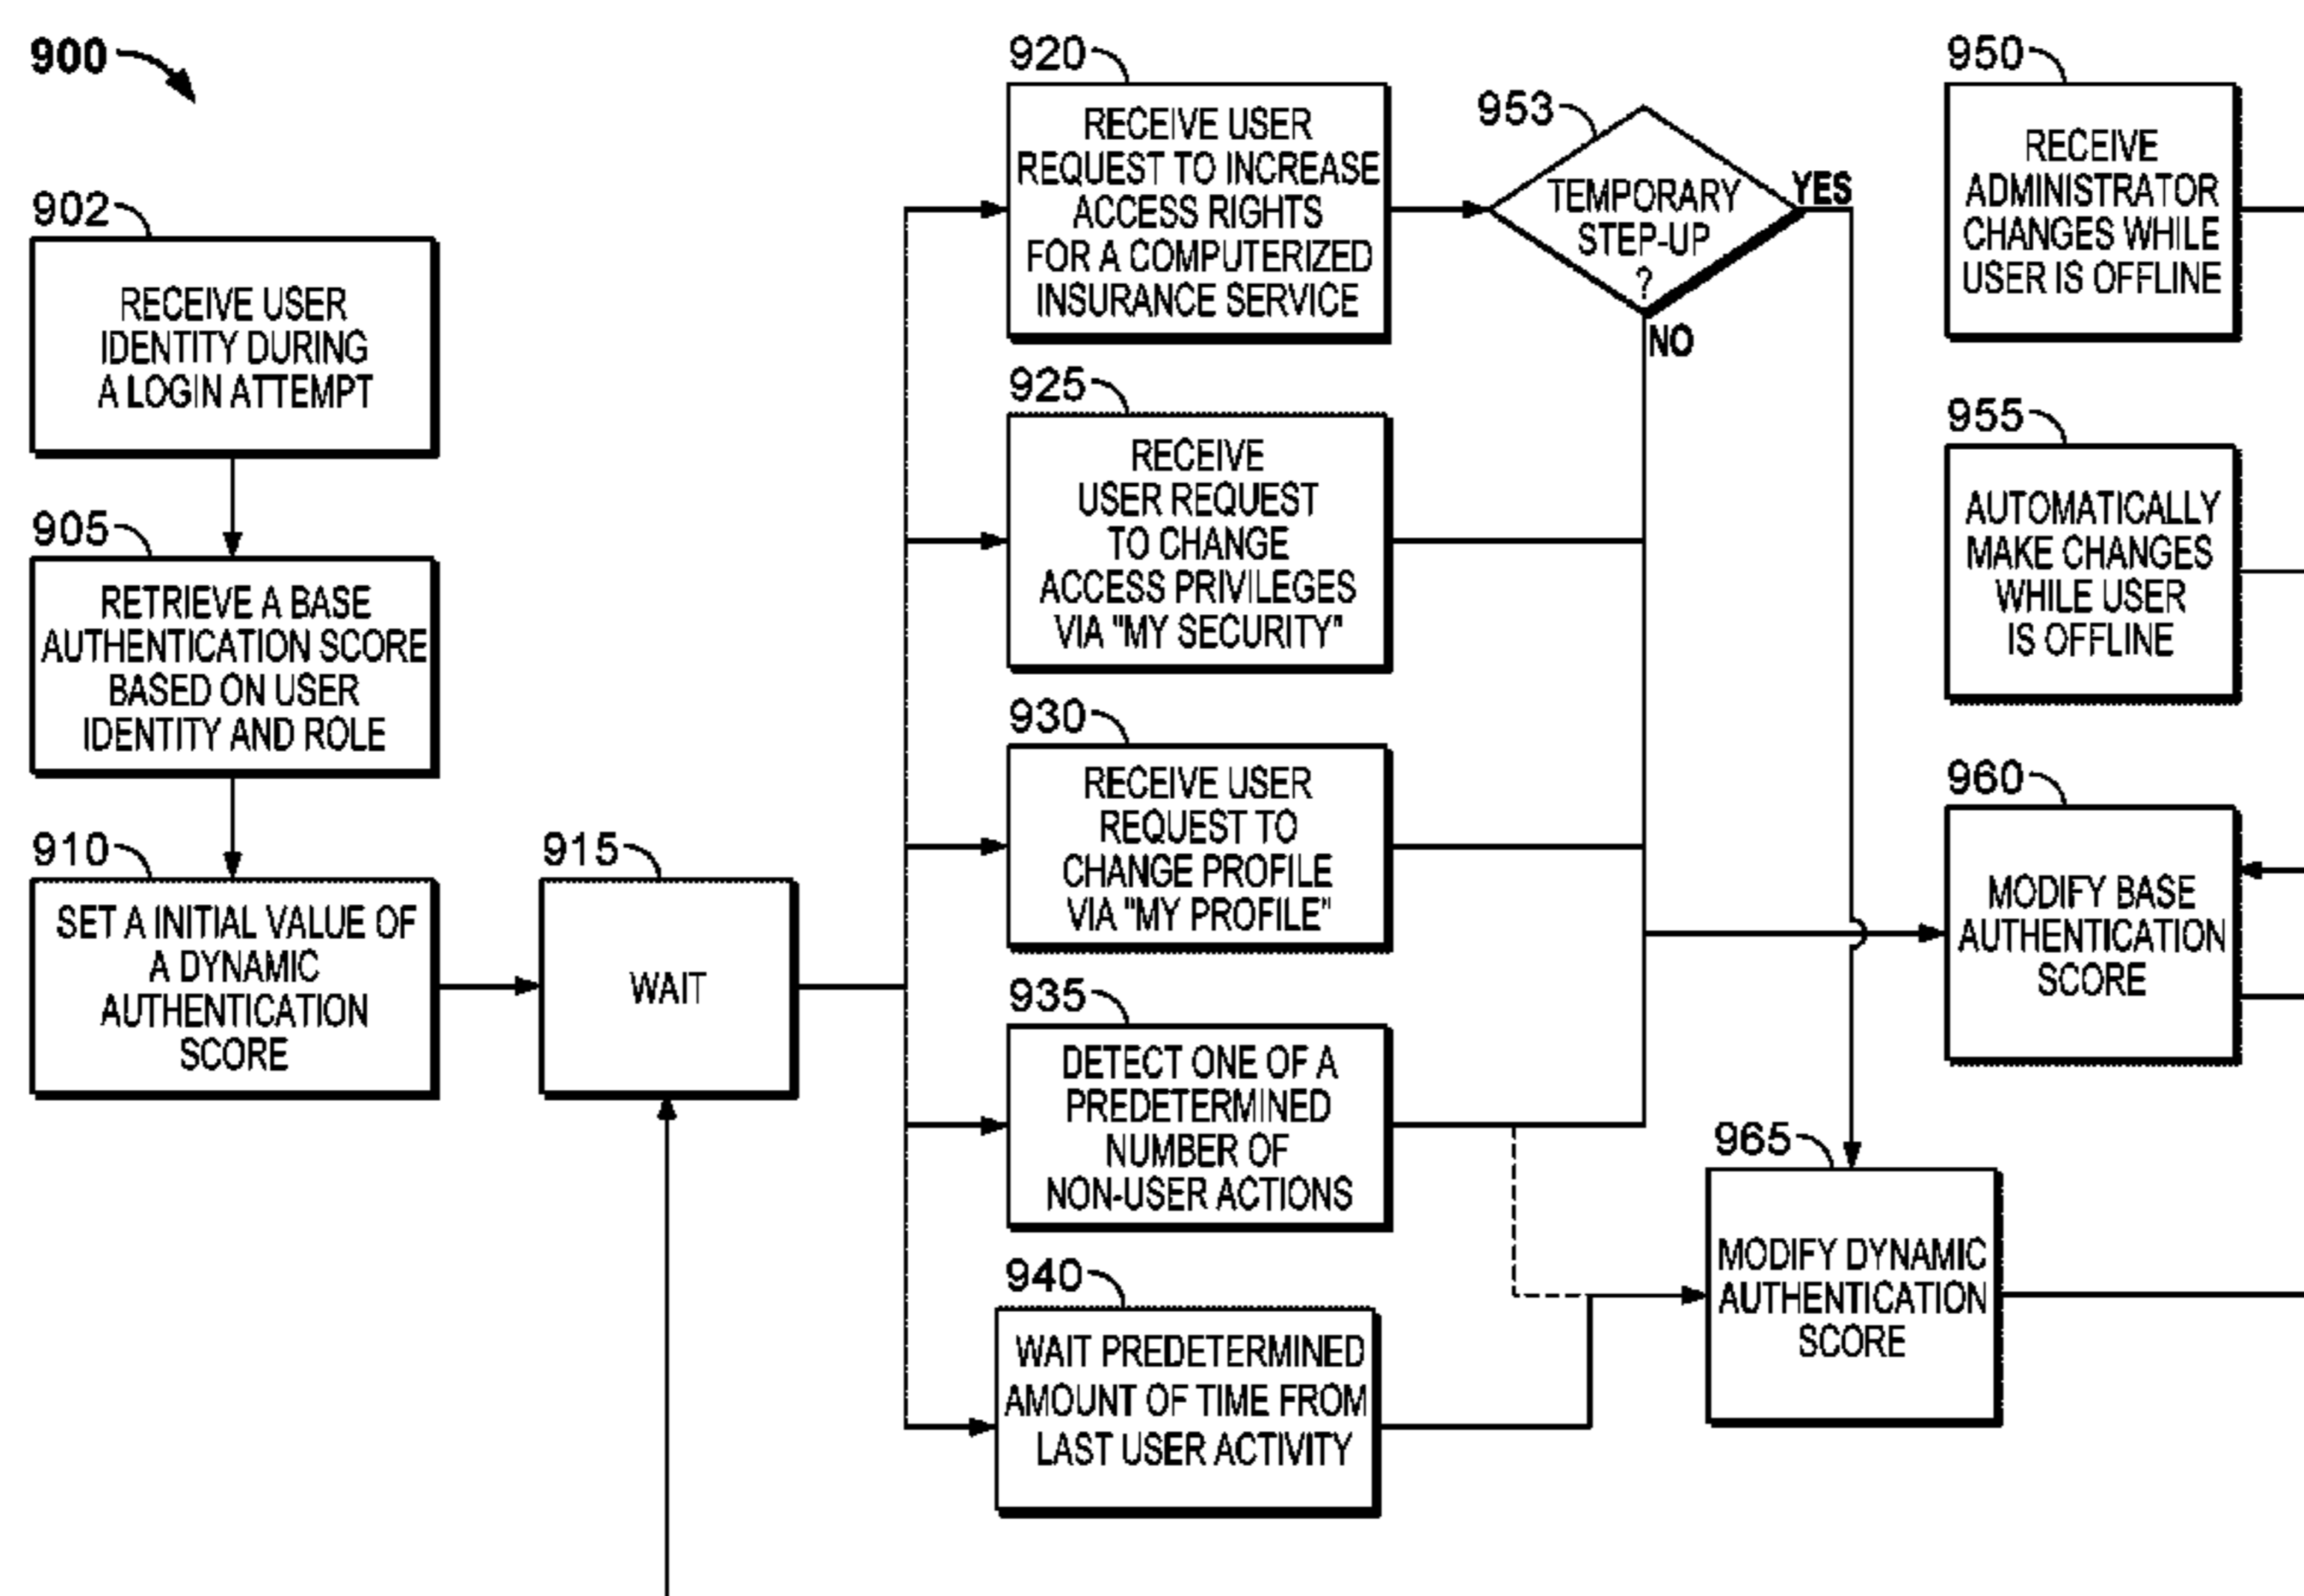 900
902
RECEIVE USER
IDENTITY DURING
A LOGIN ATTEMPT
905
RETRIEVE A BASE
AUTHENTICATION SCORE
BASED ON USER
IDENTITY AND ROLE
910
SET A INITIAL VALUE OF
A DYNAMIC
AUTHENTICATION
SCORE
915
WAIT
920
RECEIVE USER
REQUEST TO INCREASE
ACCESS RIGHTS
FOR A COMPUTERIZED
INSURANCE SERVICE
925
RECEIVE
USER REQUEST
TO CHANGE
ACCESS PRIVILEGES
VIA "MY SECURITY"
930
RECEIVE USER
REQUEST TO
CHANGE PROFILE
VIA "MY PROFILE"
935
DETECT ONE OF A
PREDETERMINED
NUMBER OF
NON-USER ACTIONS
940
WAIT PREDETERMINED
AMOUNT OF TIME FROM
LAST USER ACTIVITY
953
TEMPORARY
STEP-UP
?
YES
NO
950
RECEIVE
ADMINISTRATOR
CHANGES WHILE
USER IS OFFLINE
955
AUTOMATICALLY
MAKE CHANGES
WHILE USER
IS OFFLINE
960
MODIFY BASE
AUTHENTICATION
SCORE
965
MODIFY DYNAMIC
AUTHENTICATION
SCORE